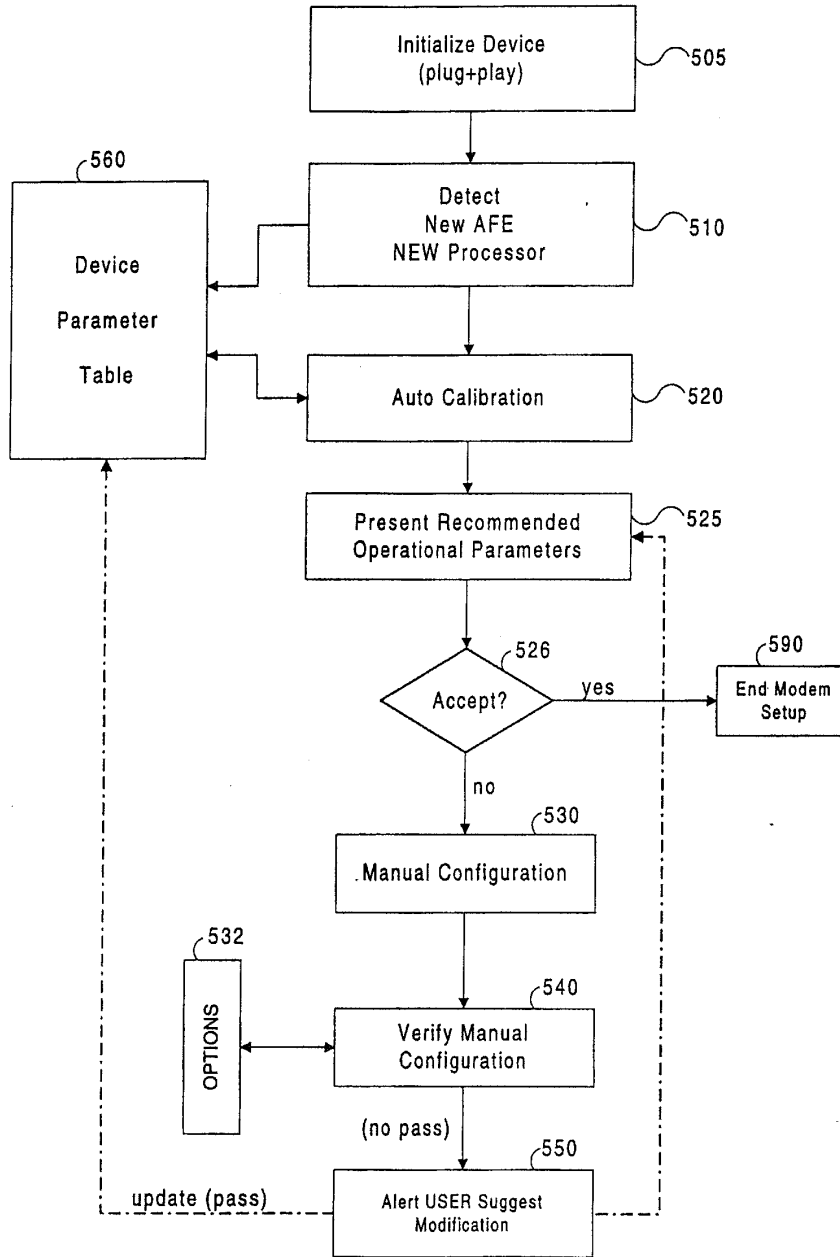 Initialize Device
(plug+play)
505
560
Detect
New AFE
NEW Processor
510
Device
Parameter
Table
Auto Calibration
520
Present Recommended
Operational Parameters
525
526
Accept?
yes
590
End Modem
Setup
no
530
Manual Configuration
532
OPTIONS
540
Verify Manual
Configuration
(no pass)
550
update (pass)
Alert USER Suggest
Modification